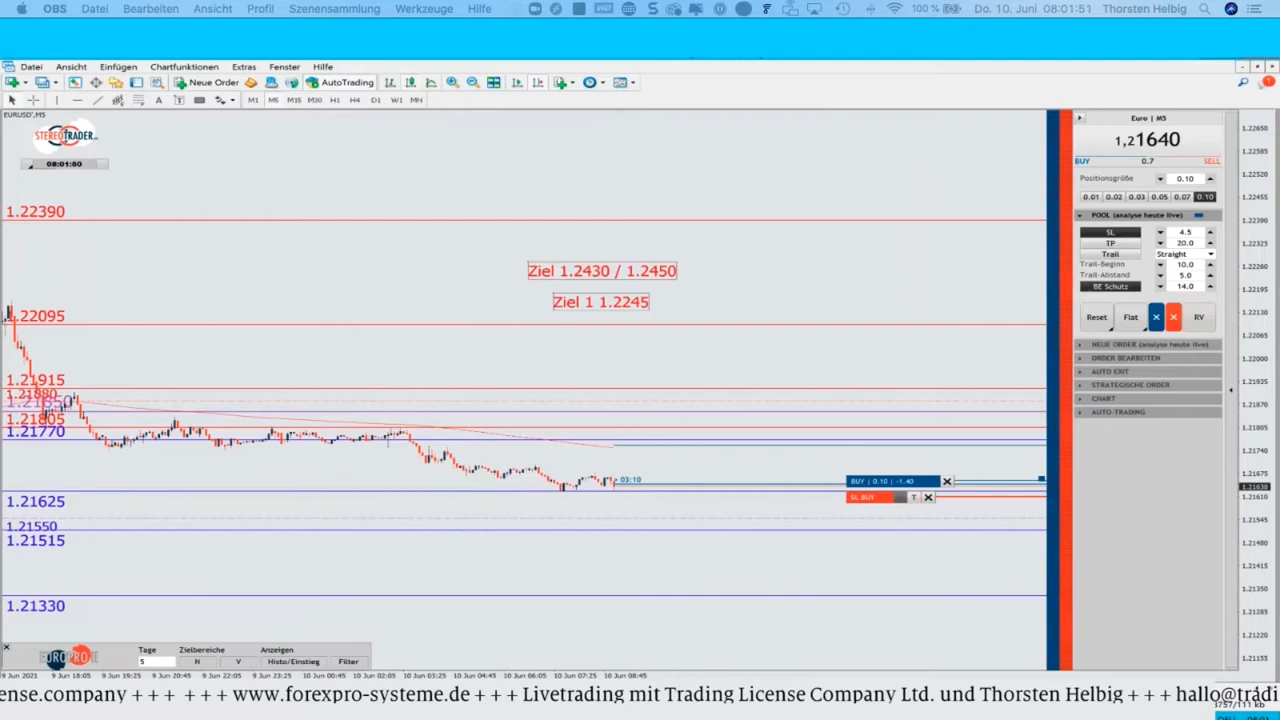 OBS Datei Bearbeiten Ansicht Profil Szenensammlung Werkzeuge Hilfe 100 % Do. 10. Juni 08:01:51 Thorsten Helbig
Datei Ansicht Einfügen Chartfunktionen Extras Fenster Hilfe
Neue Order AutoTrading
M1 M5 M15 M30 H1 H4 D1 W1 MN
EURUSD',M5
STEREOTRADER
08:01:50
1.22390
Ziel 1.2430 / 1.2450
Ziel 1 1.2245
1.22095
1.21915
1.21880
1.21850
1.21805
1.21770
03:10
BUY | 0.10 | -1.40
SL BUY T
1.21625
1.21550
1.21515
1.21330
Euro | M5
1,21640
BUY 0.7 SELL
Positionsgröße 0.10
0.01 0.02 0.03 0.05 0.07 0.10
POOL (analyse heute live)
SL 4.5
TP 20.0
Trail Straight
Trail-Beginn 10.0
Trail-Abstand 5.0
BE Schutz 14.0
Reset Flat RV
NEUE ORDER (analyse heute live)
ORDER BEARBEITEN
AUTO EXIT
STRATEGISCHE ORDER
CHART
AUTO-TRADING
1.22650
1.22585
1.22520
1.22455
1.22390
1.22325
1.22260
1.22195
1.22130
1.22065
1.22000
1.21935
1.21870
1.21805
1.21740
1.21675
1.21638
1.21610
1.21545
1.21480
1.21415
1.21350
1.21285
1.21220
1.21155
Tage Zielbereiche Anzeigen
5 N V Histo/Einstieg Filter
9 Jun 2021 9 Jun 18:05 9 Jun 19:25 9 Jun 20:45 9 Jun 22:05 9 Jun 23:25 10 Jun 00:45 10 Jun 02:05 10 Jun 03:25 10 Jun 04:45 10 Jun 06:05 10 Jun 07:25 10 Jun 08:45
ense.company + + + + + + www.forexpro-systeme.de + + + Livetrading mit Trading License Company Ltd. und Thorsten Helbig + + + hallo@tradi